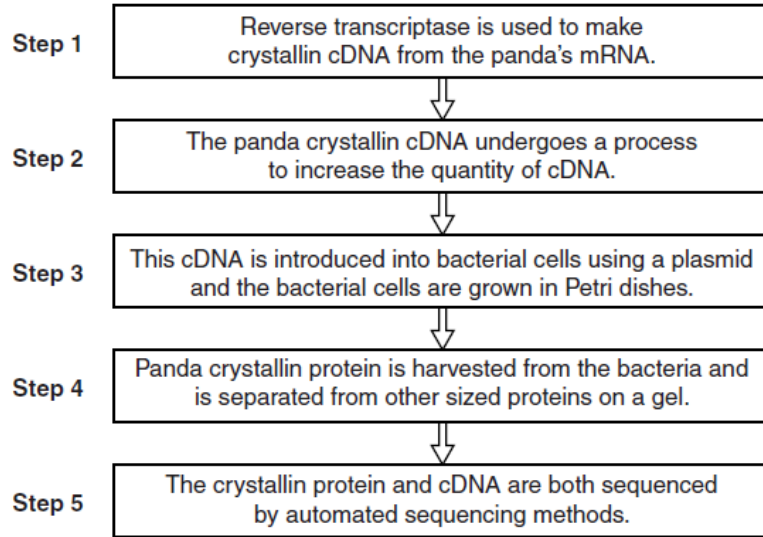 Step 1
Reverse transcriptase is used to make
crystallin cDNA from the panda's mRNA.
Step 2
The panda crystallin cDNA undergoes a process
to increase the quantity of cDNA.
Step 3
This cDNA is introduced into bacterial cells using a plasmid
and the bacterial cells are grown in Petri dishes.
Step 4
Panda crystallin protein is harvested from the bacteria and
is separated from other sized proteins on a gel.
Step 5
The crystallin protein and cDNA are both sequenced
by automated sequencing methods.